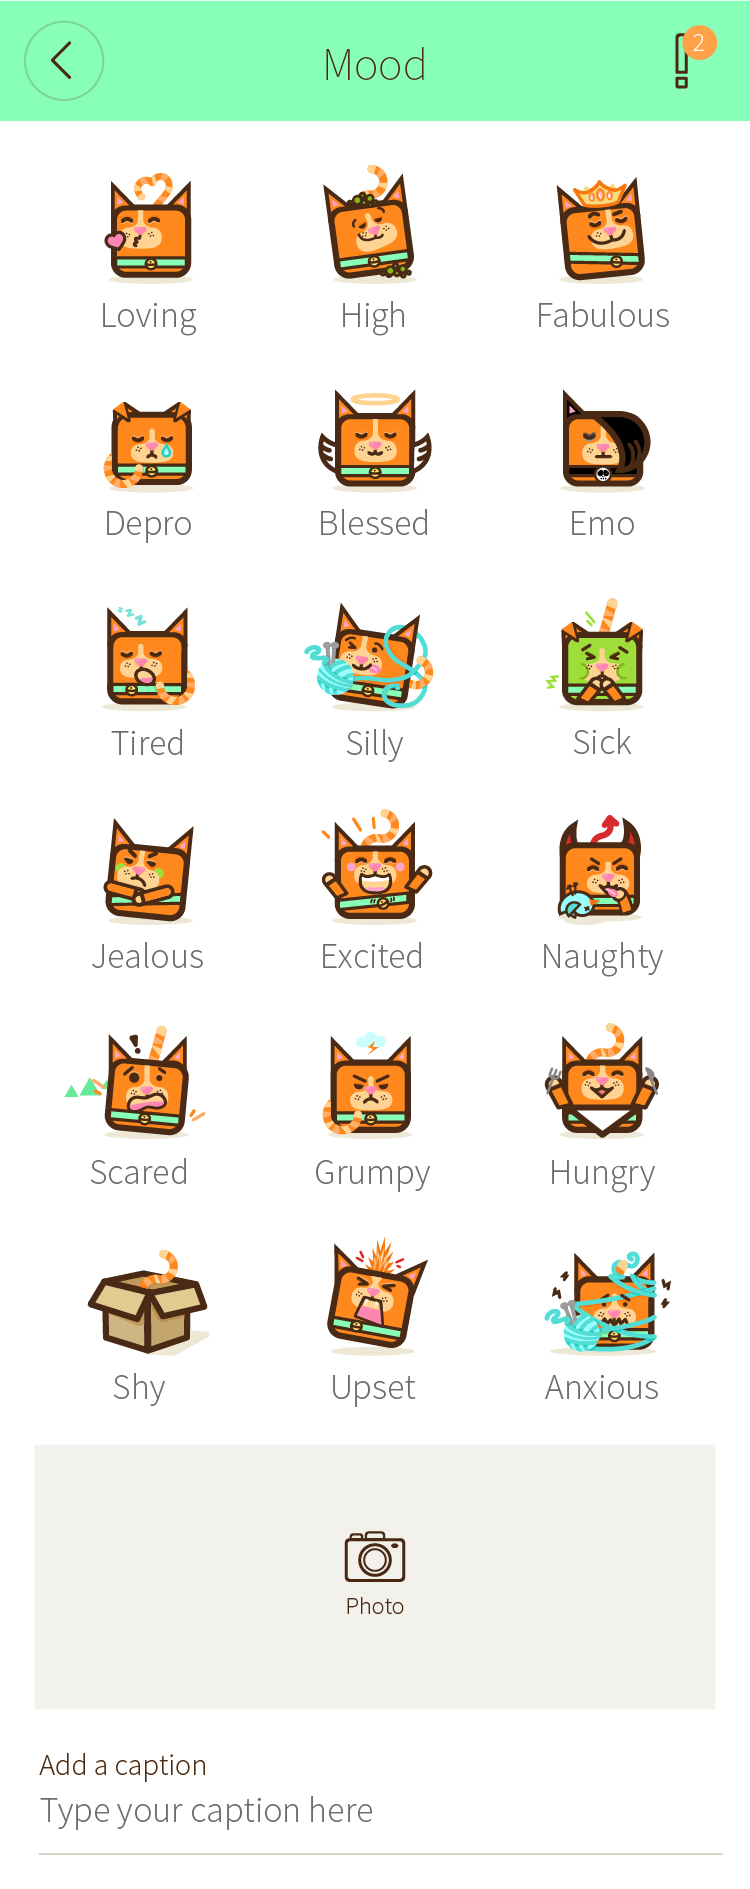 Mood
2
Loving
High
Fabulous
Depro
Blessed
Emo
Tired
Silly
Sick
Jealous
Excited
Naughty
Scared
Grumpy
Hungry
Shy
Upset
Anxious
Photo
Add a caption
Type your caption here